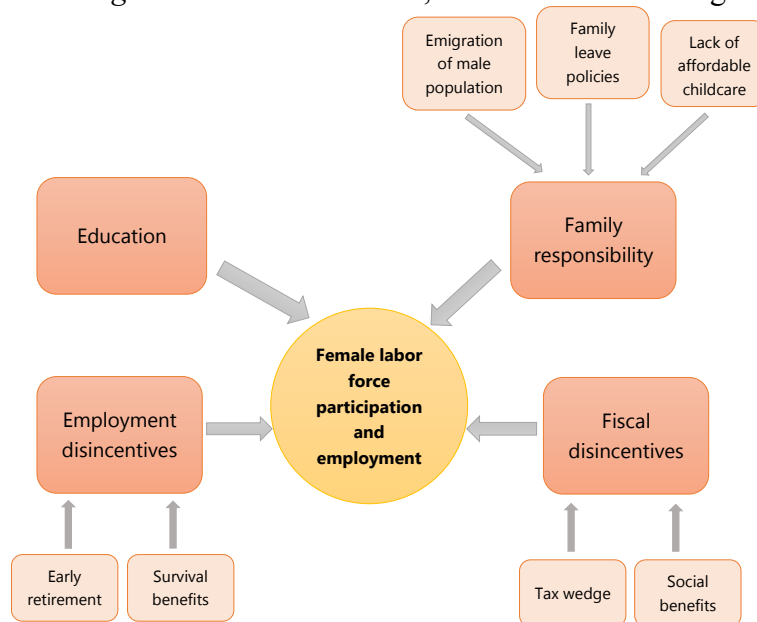 Emigration
of male
population
Family
leave
policies
Lack of
affordable
childcare
Education
Family
responsibility
Female labor
force
participation
and
employment
Employment
disincentives
Fiscal
disincentives
Early
retirement
Survival
benefits
Tax wedge
Social
benefits